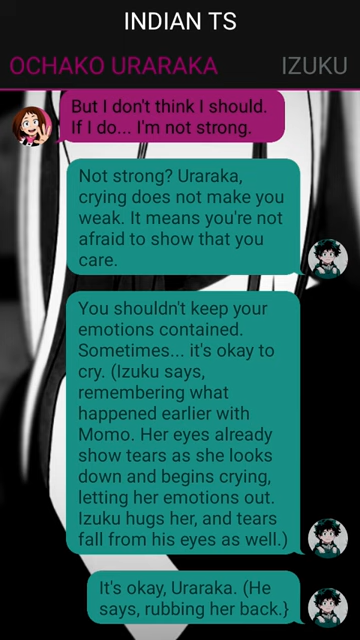 INDIAN TS
OCHAKO URARAKA IZUKU
But I don't think I should.
If I do... I'm not strong.
Not strong? Uraraka,
crying does not make you
weak. It means you're not
afraid to show that you
care.
You shouldn't keep your
emotions contained.
Sometimes... it's okay to
cry. (Izuku says,
remembering what
happened earlier with
Momo. Her eyes already
show tears as she looks
down and begins crying,
letting her emotions out.
Izuku hugs her, and tears
fall from his eyes as well.)
It's okay, Uraraka. (He
says, rubbing her back.}